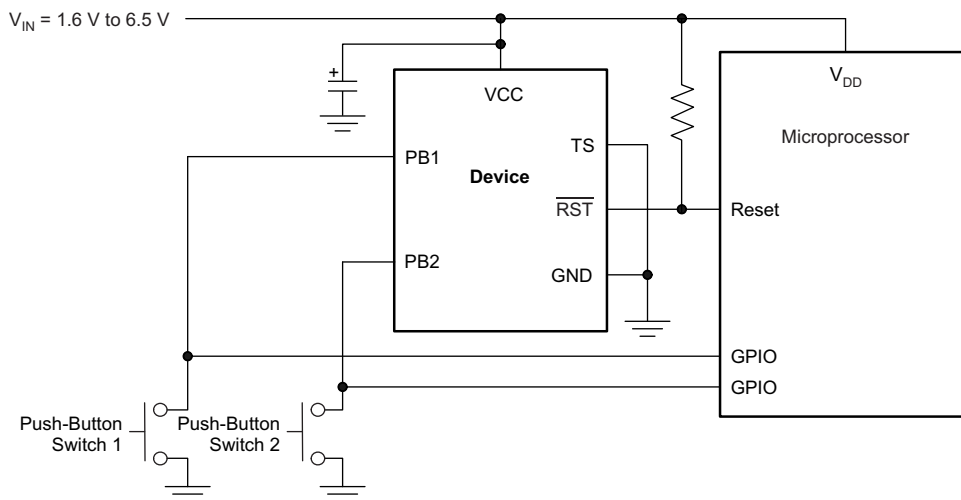 V_IN = 1.6 V to 6.5 V
+
VCC
V_DD
Microprocessor
PB1
TS
Device
R̅S̅T̅
Reset
PB2
GND
GPIO
GPIO
Push-Button
Switch 1
Push-Button
Switch 2